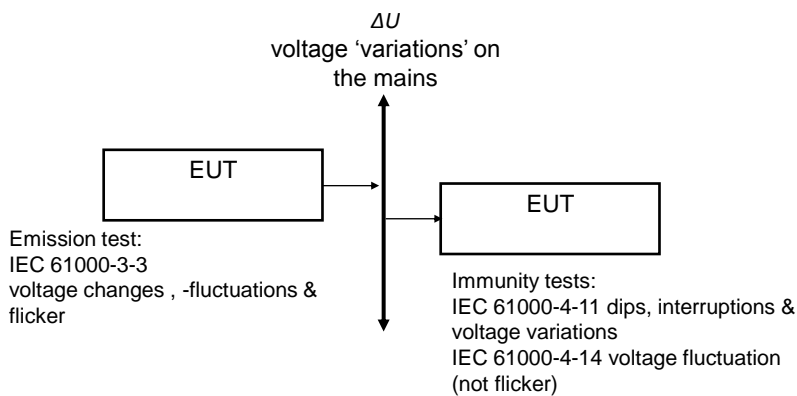 ΔU
voltage ‘variations’ on
the mains
EUT
EUT
Emission test:
IEC 61000-3-3
voltage changes , -fluctuations &
flicker
Immunity tests:
IEC 61000-4-11 dips, interruptions &
voltage variations
IEC 61000-4-14 voltage fluctuation
(not flicker)